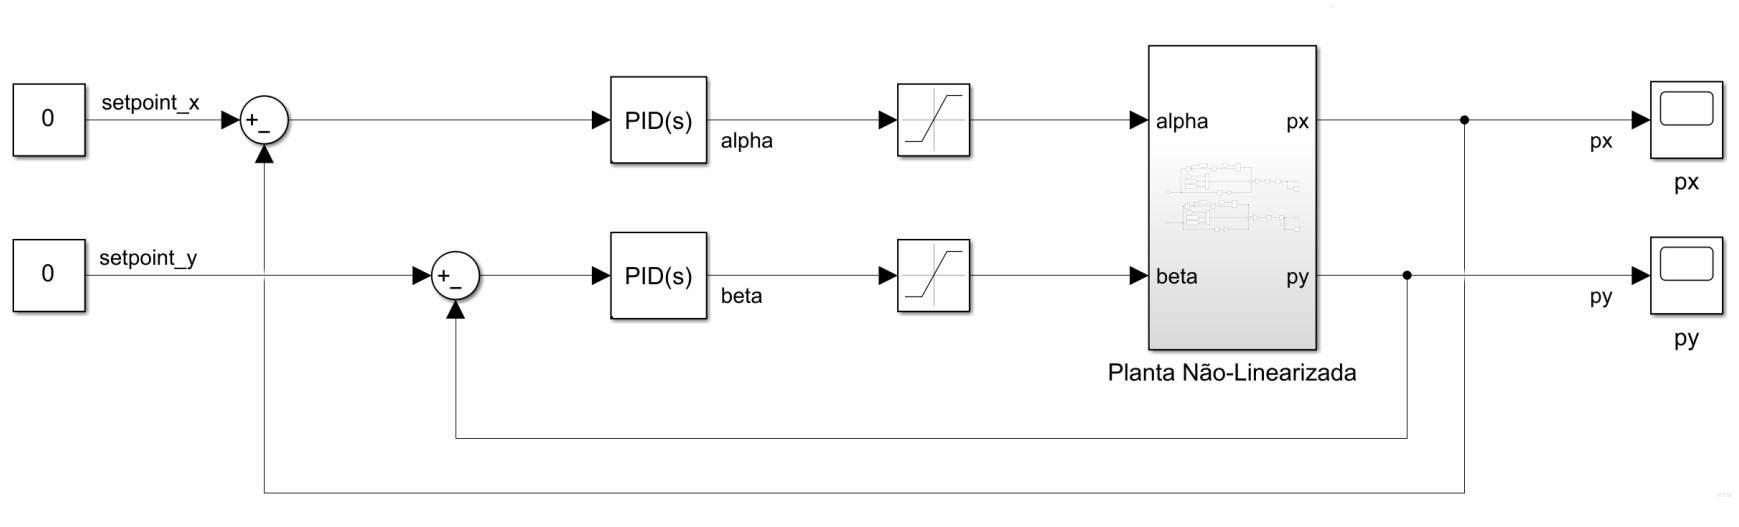 0
setpoint_x
+
−
PID(s)
alpha
alpha
px
px
px
0
setpoint_y
+
−
PID(s)
beta
beta
py
py
py
Planta Não-Linearizada